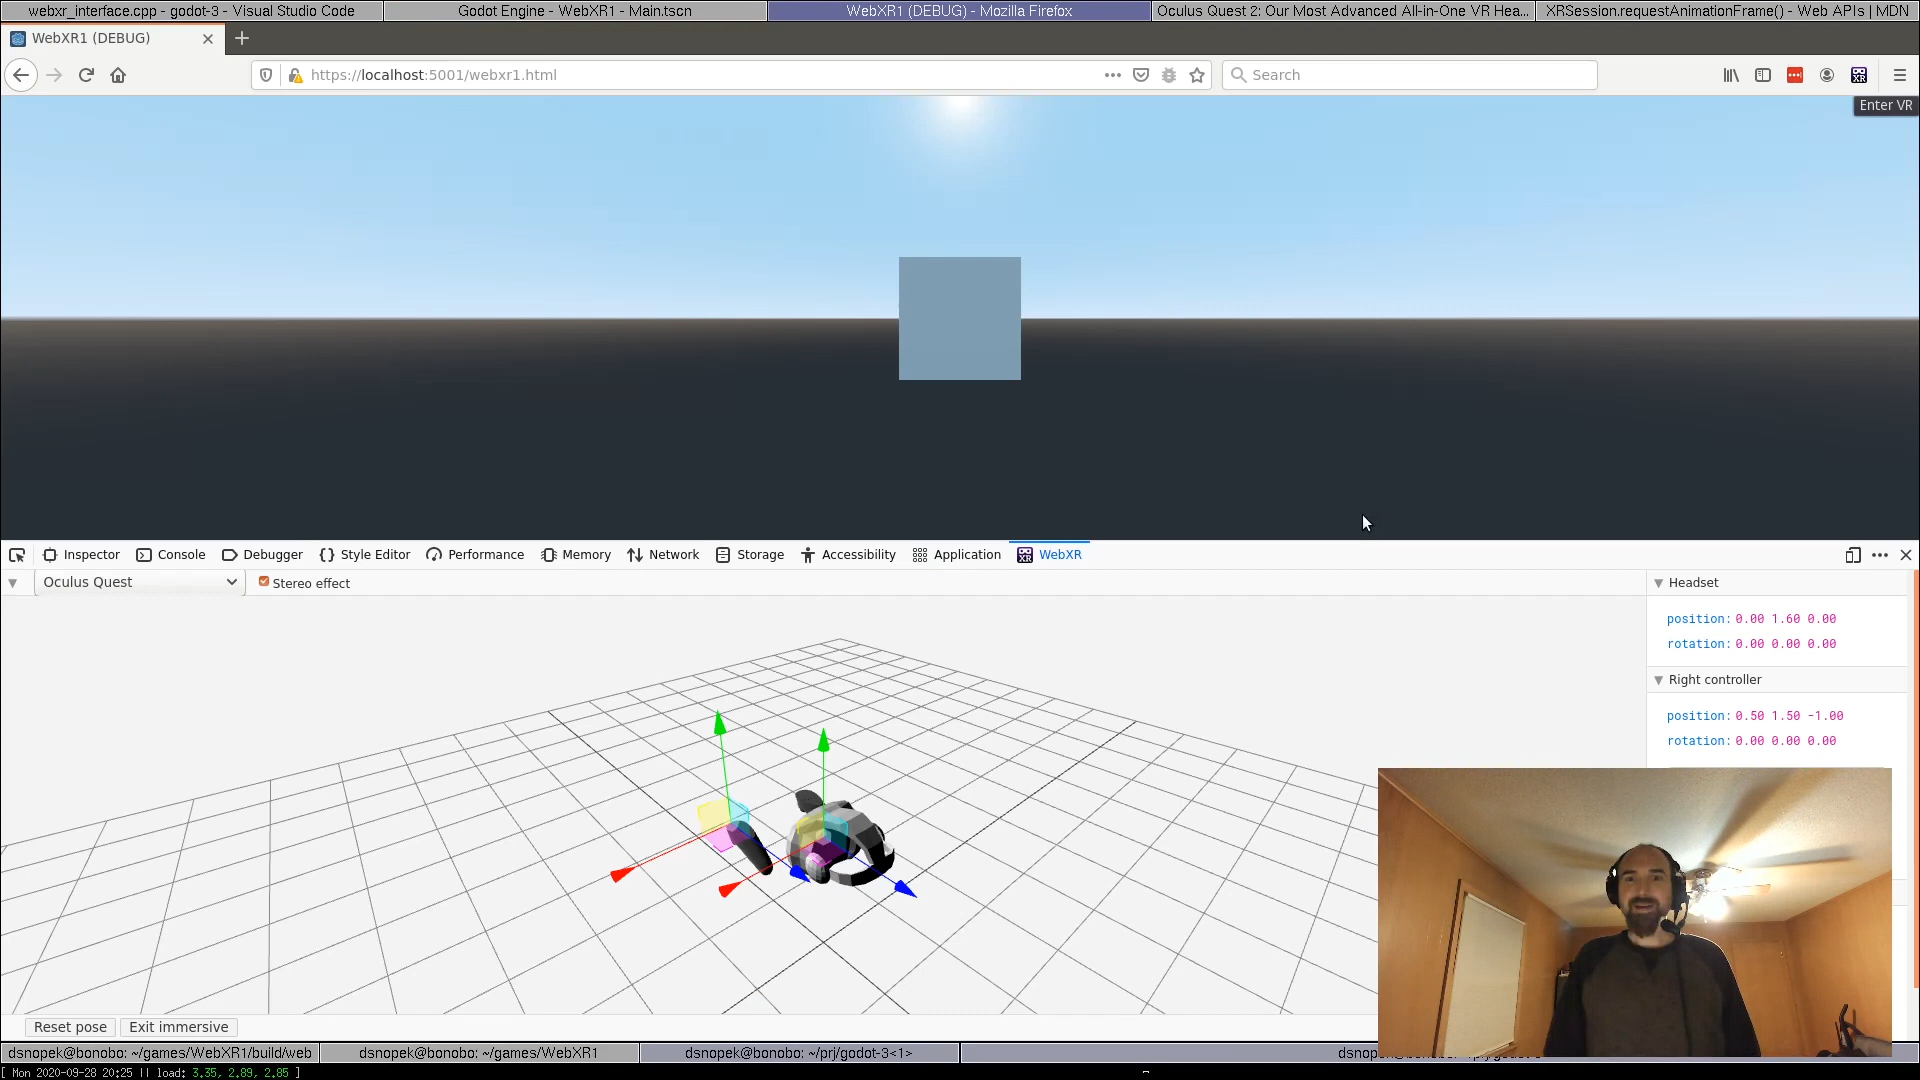 webxr_interface.cpp - godot-3 - Visual Studio Code
Godot Engine - WebXR1 - Main.tscn
WebXR1 (DEBUG) - Mozilla Firefox
Oculus Quest 2: Our Most Advanced All-in-One VR Hea...
XRSession.requestAnimationFrame() - Web APIs | MDN
WebXR1 (DEBUG)
https://localhost:5001/webxr1.html
Search
XR
Enter VR
Inspector
Console
Debugger
Style Editor
Performance
Memory
Network
Storage
Accessibility
Application
XR
WebXR
Oculus Quest
Stereo effect
Headset
position: 0.00 1.60 0.00
rotation: 0.00 0.00 0.00
Right controller
position: 0.50 1.50 -1.00
rotation: 0.00 0.00 0.00
Reset pose
Exit immersive
dsnopek@bonobo: ~/games/WebXR1/build/web
dsnopek@bonobo: ~/games/WebXR1
dsnopek@bonobo: ~/prj/godot-3<1>
[ Mon 2020-09-28 20:25 || load: 3.35, 2.89, 2.85 ]